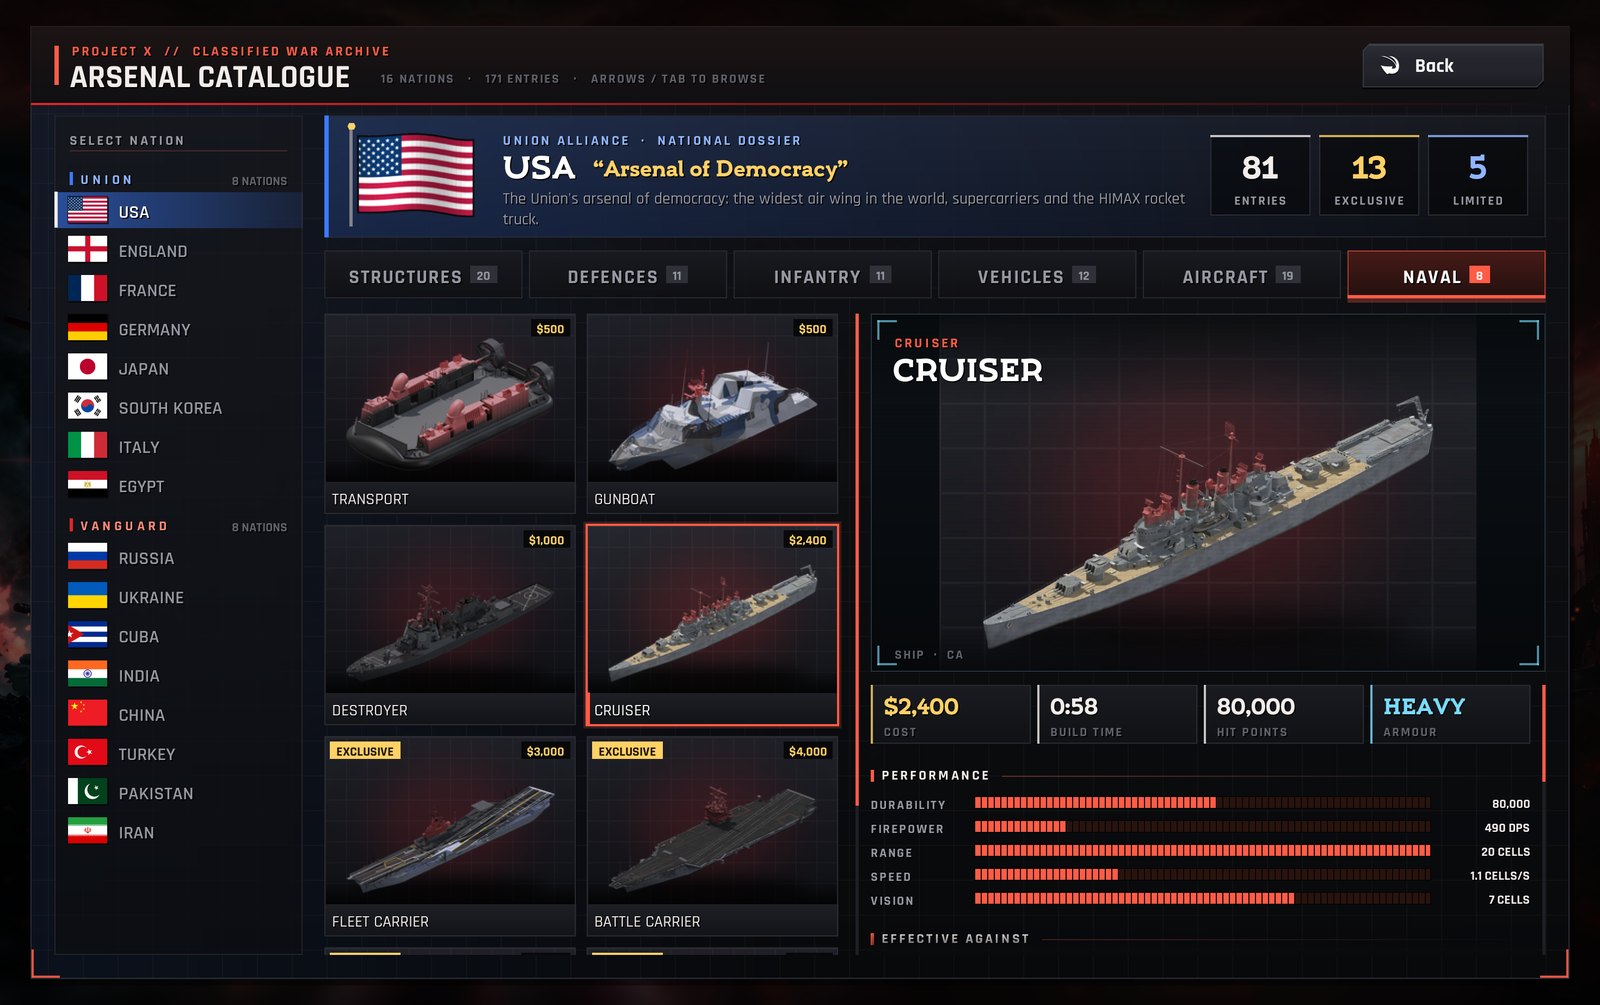 PROJECT X // CLASSIFIED WAR ARCHIVE
ARSENAL CATALOGUE
16 NATIONS · 171 ENTRIES · ARROWS / TAB TO BROWSE
Back
SELECT NATION
UNION
8 NATIONS
USA
ENGLAND
FRANCE
GERMANY
JAPAN
SOUTH KOREA
ITALY
EGYPT
VANGUARD
8 NATIONS
RUSSIA
UKRAINE
CUBA
INDIA
CHINA
TURKEY
PAKISTAN
IRAN
UNION ALLIANCE · NATIONAL DOSSIER
USA “Arsenal of Democracy”
The Union's arsenal of democracy: the widest air wing in the world, supercarriers and the HIMAX rocket
truck.
81
ENTRIES
13
EXCLUSIVE
5
LIMITED
STRUCTURES 20
DEFENCES 11
INFANTRY 11
VEHICLES 12
AIRCRAFT 19
NAVAL 8
$500
TRANSPORT
$500
GUNBOAT
$1,000
DESTROYER
$2,400
CRUISER
EXCLUSIVE
$3,000
FLEET CARRIER
EXCLUSIVE
$4,000
BATTLE CARRIER
CRUISER
CRUISER
SHIP · CA
$2,400
COST
0:58
BUILD TIME
80,000
HIT POINTS
HEAVY
ARMOUR
PERFORMANCE
DURABILITY 80,000
FIREPOWER 490 DPS
RANGE 20 CELLS
SPEED 1.1 CELLS/S
VISION 7 CELLS
EFFECTIVE AGAINST